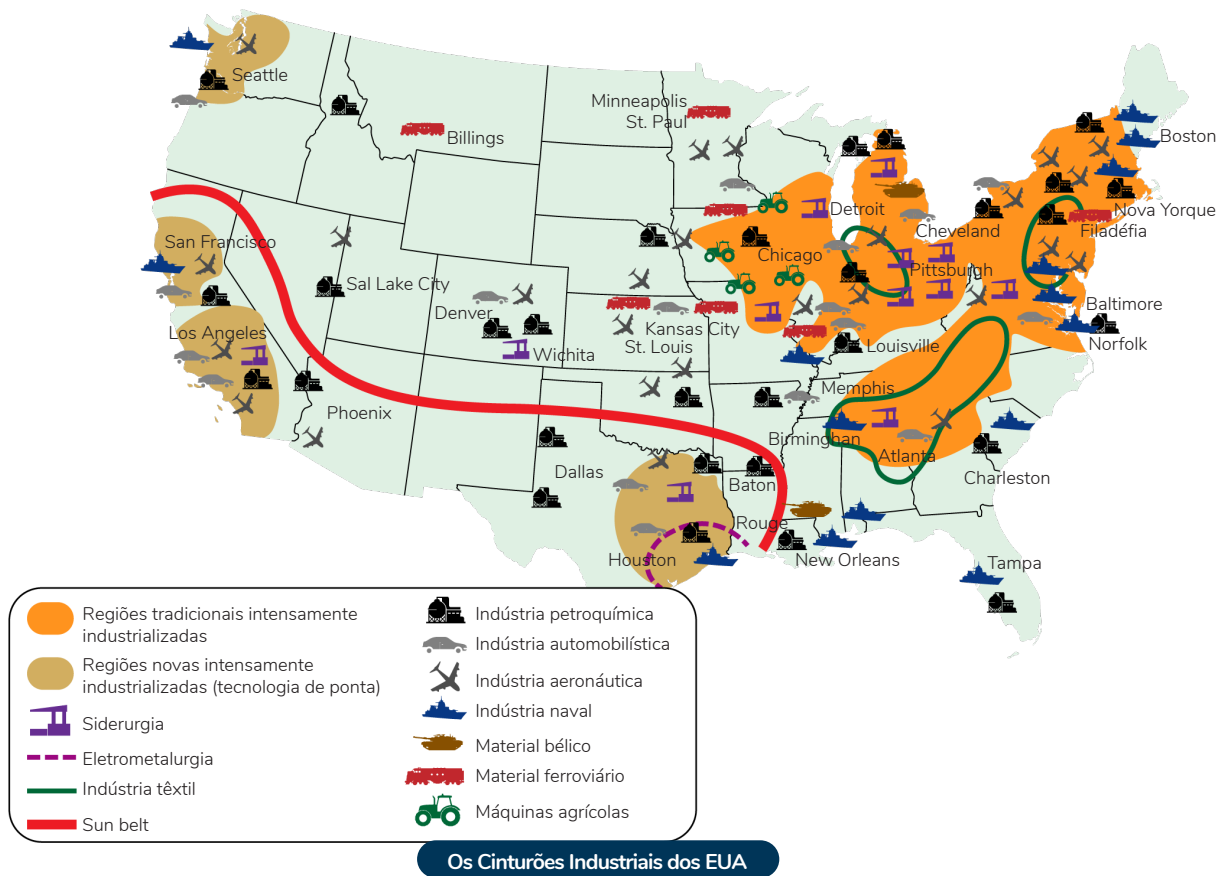 Seattle
Billings
Minneapolis
St. Paul
Boston
Detroit
Cheveland
Nova Yorque
Filadéfia
San Francisco
Chicago
Pittsburgh
Sal Lake City
Baltimore
Denver
Los Angeles
Kansas City
Norfolk
St. Louis
Wichita
Louisville
Memphis
Phoenix
Birminghan
Atlanta
Dallas
Baton
Charleston
Rouge
Houston
New Orleans
Tampa
Regiões tradicionais intensamente
industrializadas
Regiões novas intensamente
industrializadas (tecnologia de ponta)
Siderurgia
Eletrometalurgia
Indústria têxtil
Sun belt
Indústria petroquímica
Indústria automobilística
Indústria aeronáutica
Indústria naval
Material bélico
Material ferroviário
Máquinas agrícolas
Os Cinturões Industriais dos EUA